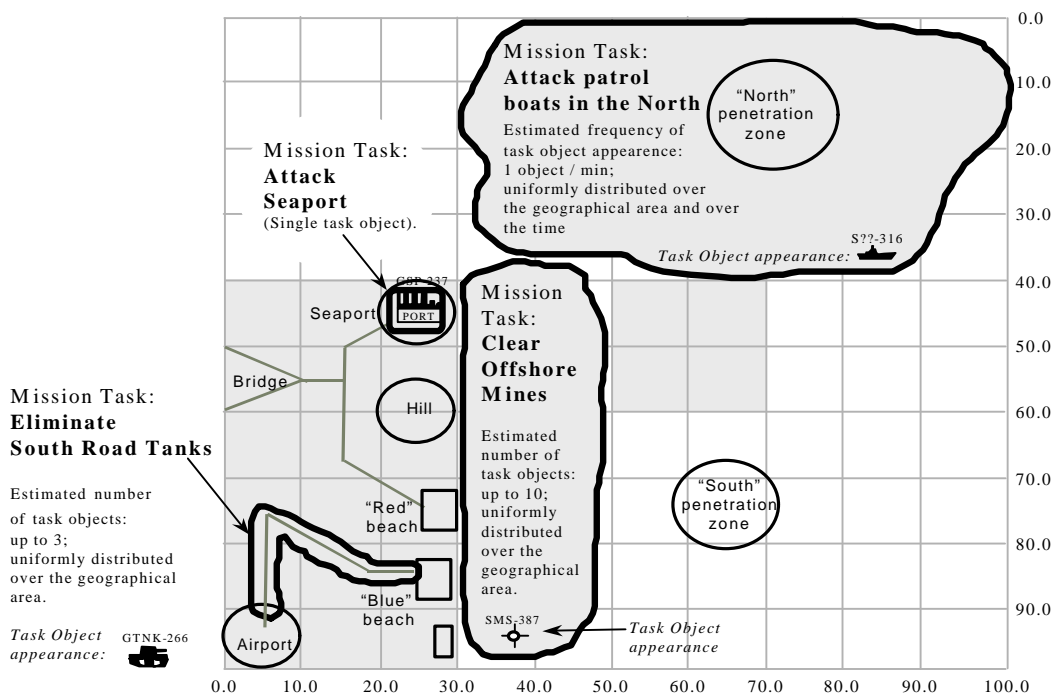 Mission Task:
Attack patrol
boats in the North
Estimated frequency of
task object appearence:
1 object / min;
uniformly distributed over
the geographical area and over
the time
Task Object appearance:
S??-316
“North”
penetration
zone
Mission Task:
Attack
Seaport
(Single task object).
GSP-237
PORT
Seaport
Bridge
Hill
“Red”
beach
“Blue”
beach
Airport
Mission
Task:
Clear
Offshore
Mines
Estimated
number of
task objects:
up to 10;
uniformly
distributed
over the
geographical
area.
SMS-387
Task Object
appearance
“South”
penetration
zone
Mission Task:
Eliminate
South Road Tanks
Estimated number
of task objects:
up to 3;
uniformly distributed
over the geographical
area.
Task Object
appearance:
GTNK-266
0.0
10.0
20.0
30.0
40.0
50.0
60.0
70.0
80.0
90.0
0.0 10.0 20.0 30.0 40.0 50.0 60.0 70.0 80.0 90.0 100.0